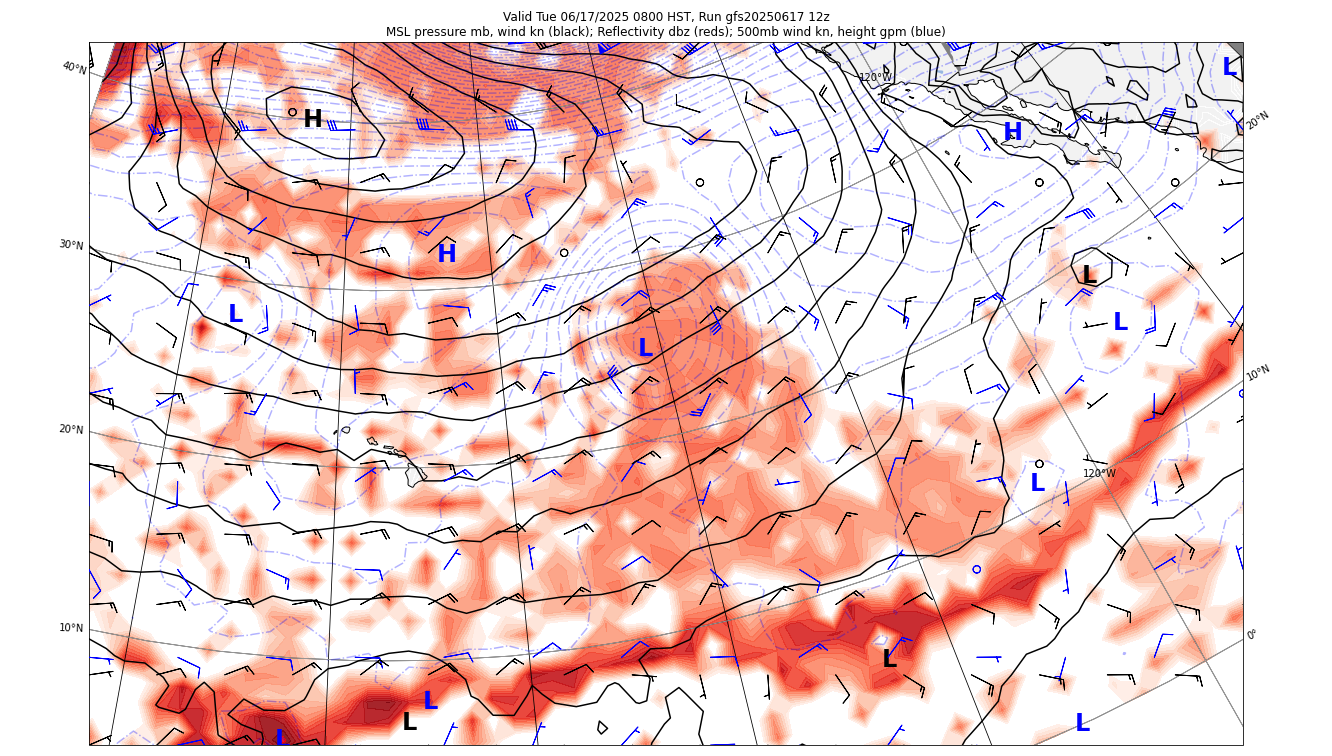 Valid Tue 06/17/2025 0800 HST, Run gfs20250617 12z
MSL pressure mb, wind kn (black); Reflectivity dbz (reds); 500mb wind kn, height gpm (blue)
40°N
120°W
L
H
H
20°N
30°N
H
L
L
L
L
10°N
20°N
120°W
L
10°N
0°
L
L
L
L
L